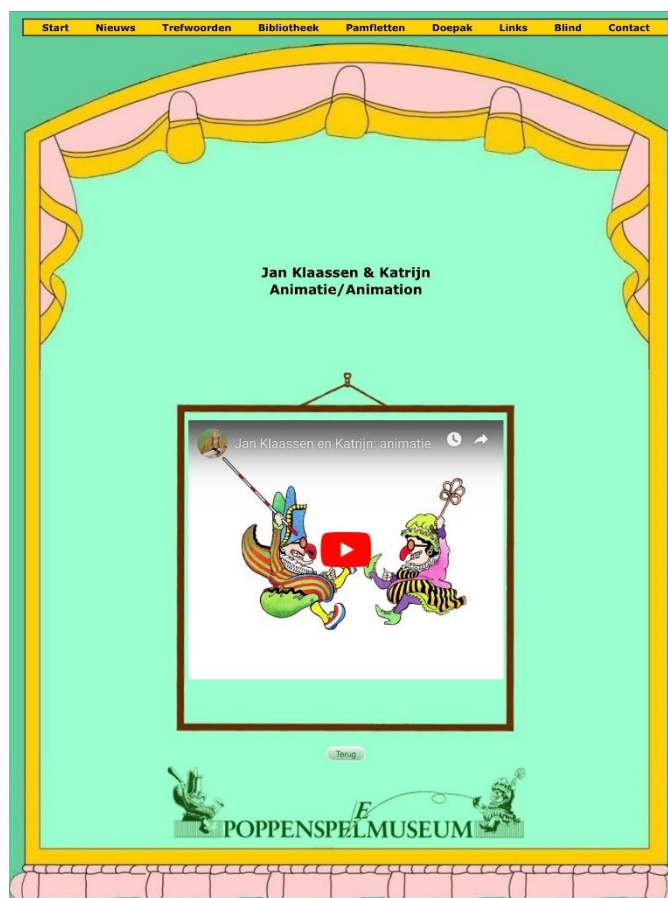 Start Nieuws Trefwoorden Bibliotheek Pamfletten Doepak Links Blind Contact
Jan Klaassen & Katrijn
Animatie/Animation
Jan Klaassen en Katrijn: animatie
Terug
E
POPPENSPELMUSEUM